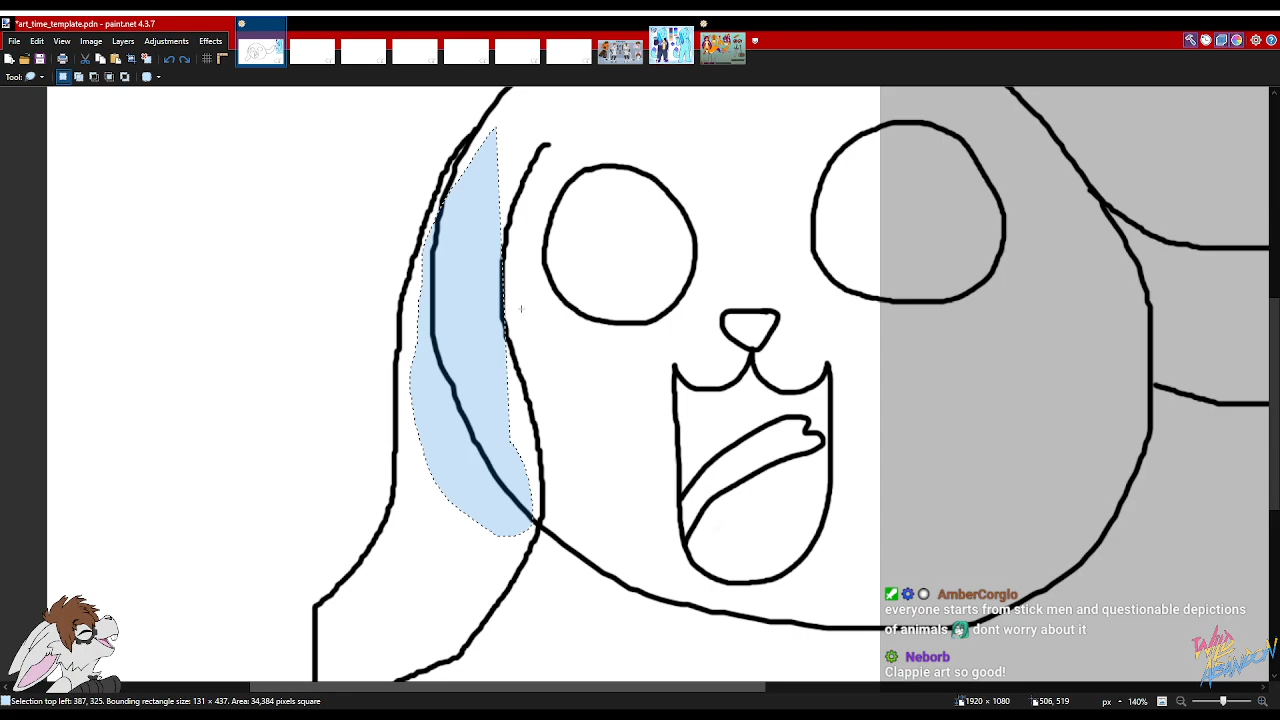 *art_time_template.pdn - paint.net 4.3.7
File Edit View Image Layers Adjustments Effects
Tool:
AmberCorglo
everyone starts from stick men and questionable depictions
of animals dont worry about it
Neborb
Clappie art so good!
Selection top left: 387, 325. Bounding rectangle size: 131 × 437. Area: 34,384 pixels square
1920 × 1080
506, 519
px
140%